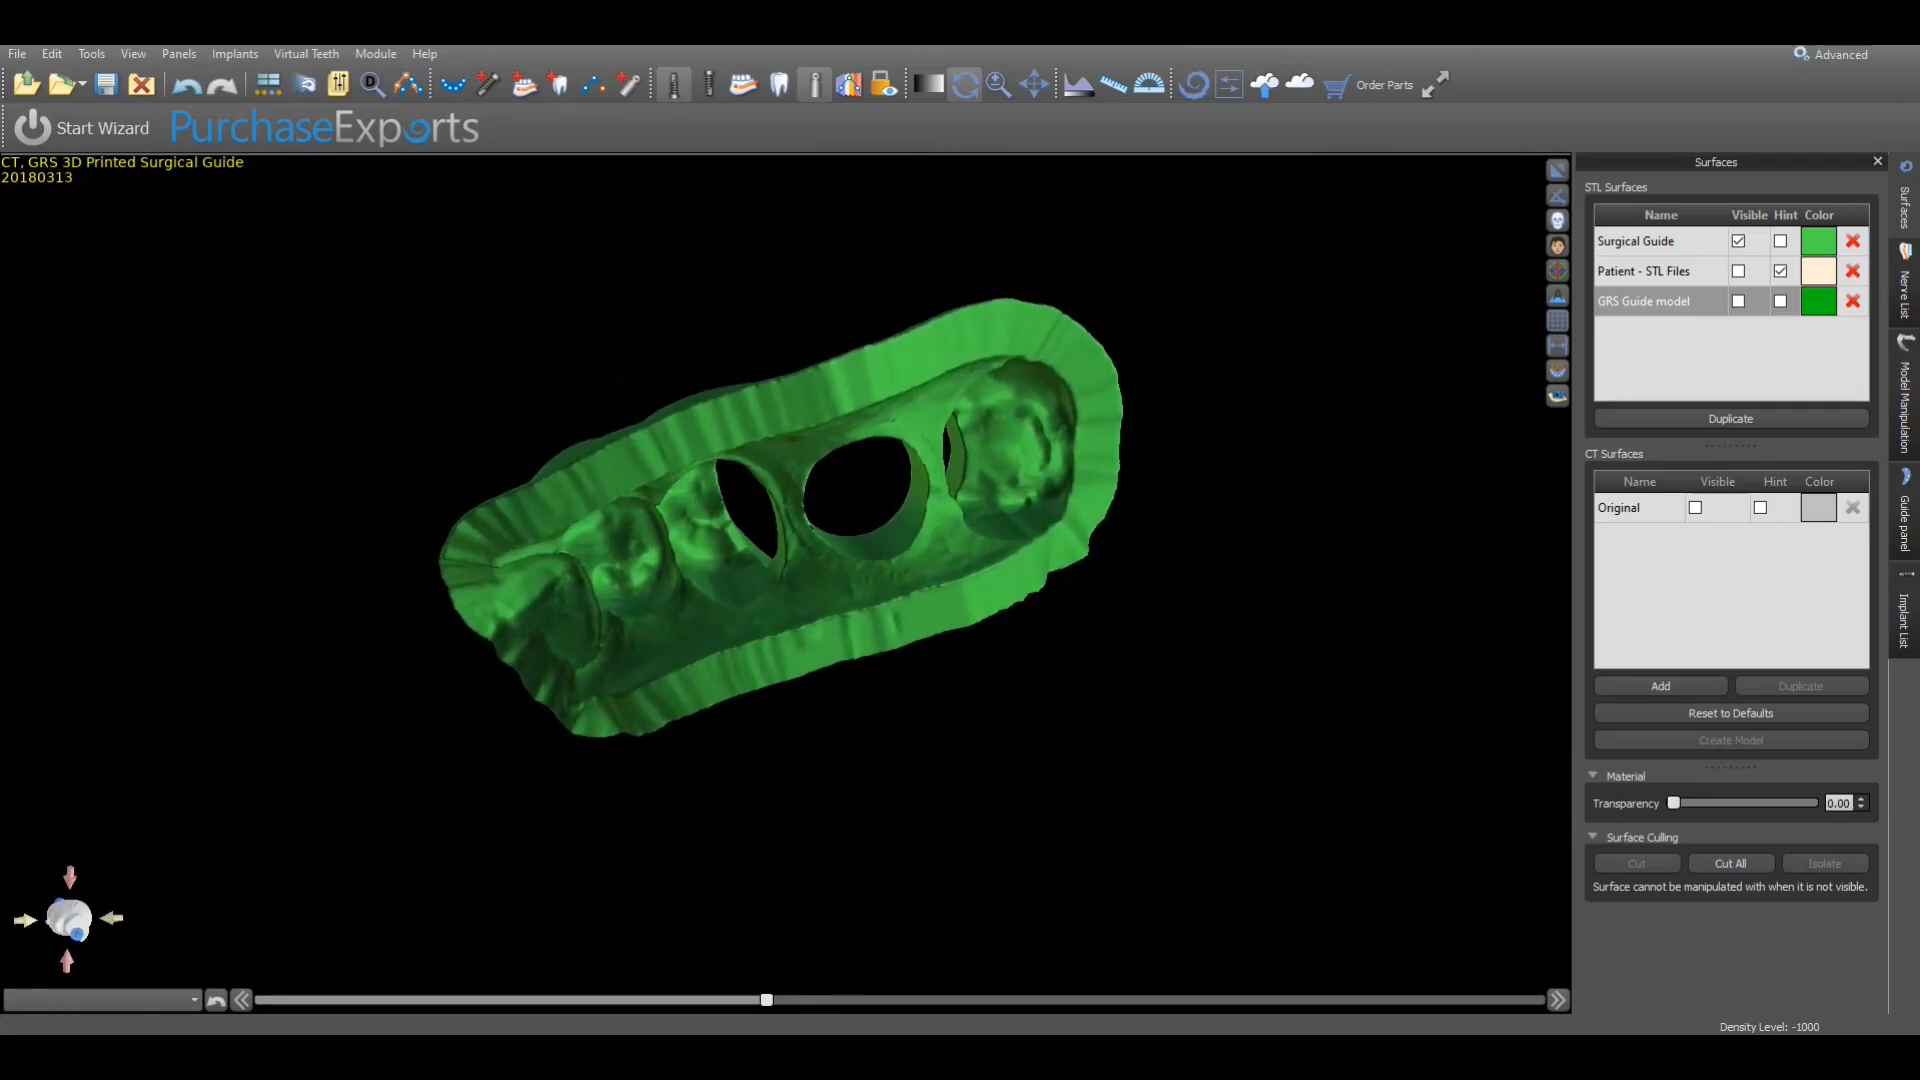 File Edit Tools View Panels Implants Virtual Teeth Module Help
Advanced
D
Order Parts
Start Wizard
PurchaseExports
CT, GRS 3D Printed Surgical Guide
20180313
Surfaces
STL Surfaces
Name Visible Hint Color
Surgical Guide
Patient - STL Files
GRS Guide model
Duplicate
CT Surfaces
Name Visible Hint Color
Original
Add Duplicate
Reset to Defaults
Create Model
Material
Transparency 0.00
Surface Culling
Cut Cut All Isolate
Surface cannot be manipulated with when it is not visible.
Surfaces
Nerve List
Model Manipulation
Guide panel
Implant List
Density Level: -1000